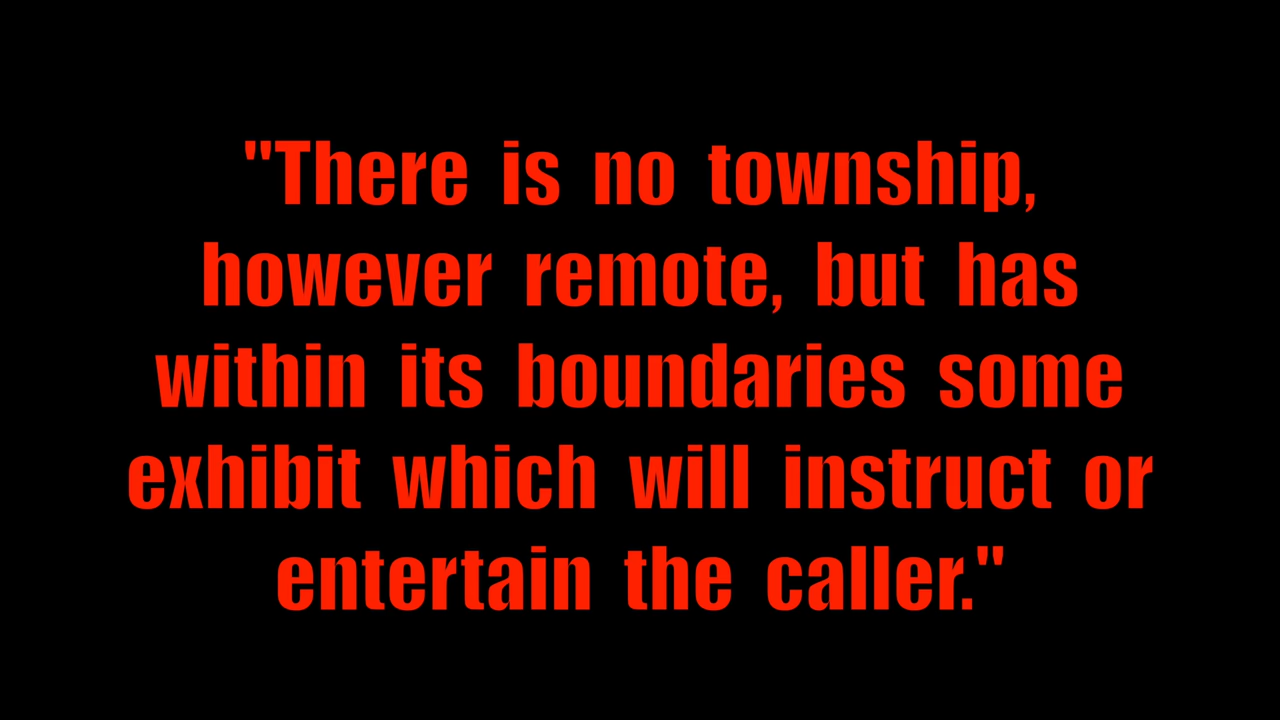 "There is no township,
however remote, but has
within its boundaries some
exhibit which will instruct or
entertain the caller."